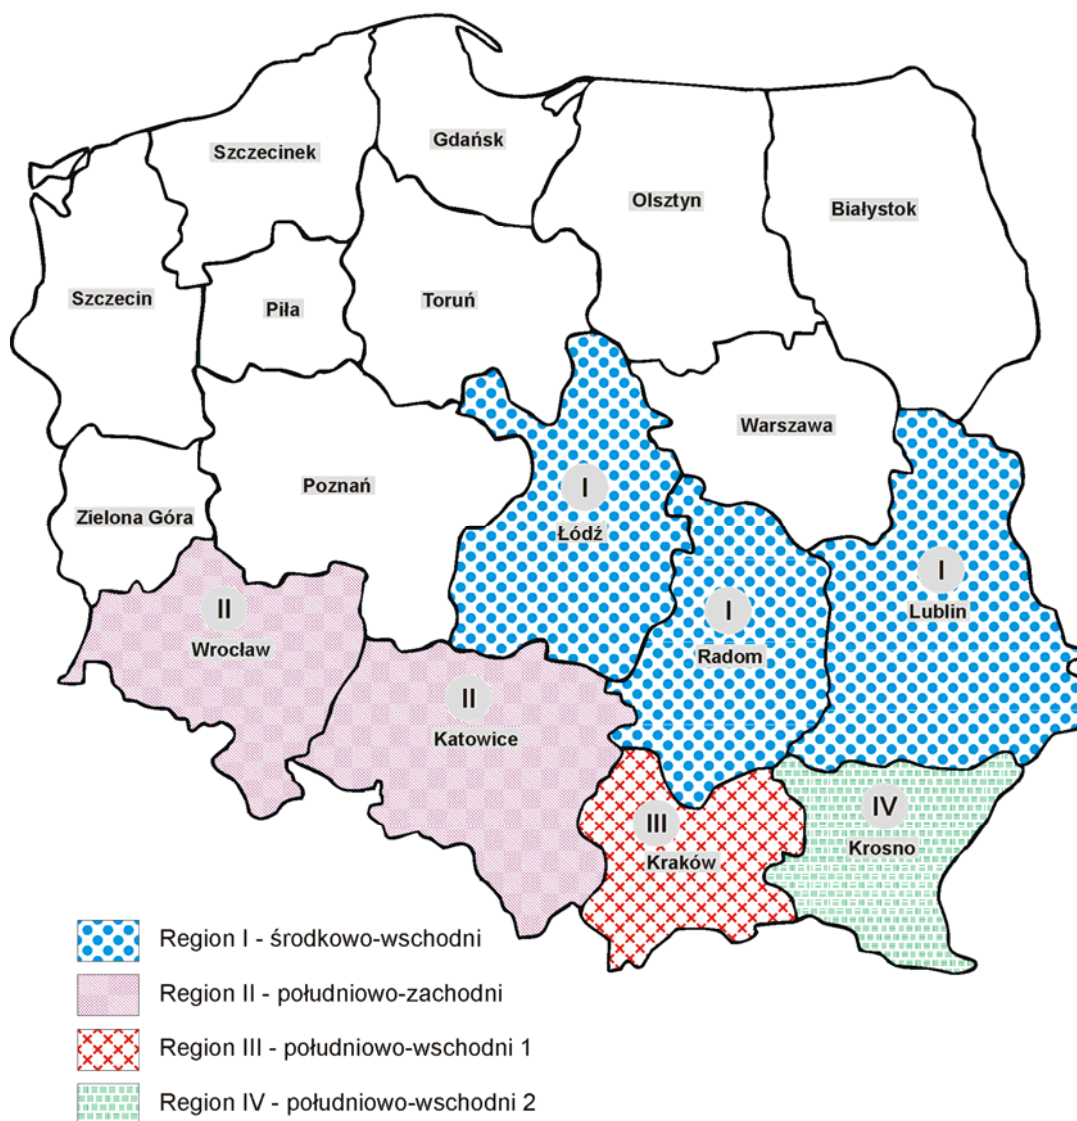 Gdańsk
Szczecinek
Olsztyn
Białystok
Szczecin
Piła
Toruń
Warszawa
Poznań
I
Zielona Góra
Łódź
I
Lublin
II
I
Wrocław
Radom
II
Katowice
IV
III
Krosno
Kraków
Region I - środkowo-wschodni
Region II - południowo-zachodni
Region III - południowo-wschodni 1
Region IV - południowo-wschodni 2